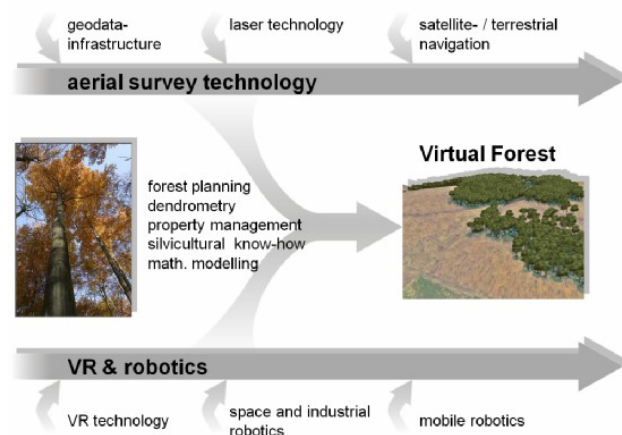 geodata-
infrastructure
laser technology
satellite- / terrestrial
navigation
aerial survey technology
forest planning
dendrometry
property management
silvicultural know-how
math. modelling
Virtual Forest
VR & robotics
VR technology
space and industrial
robotics
mobile robotics